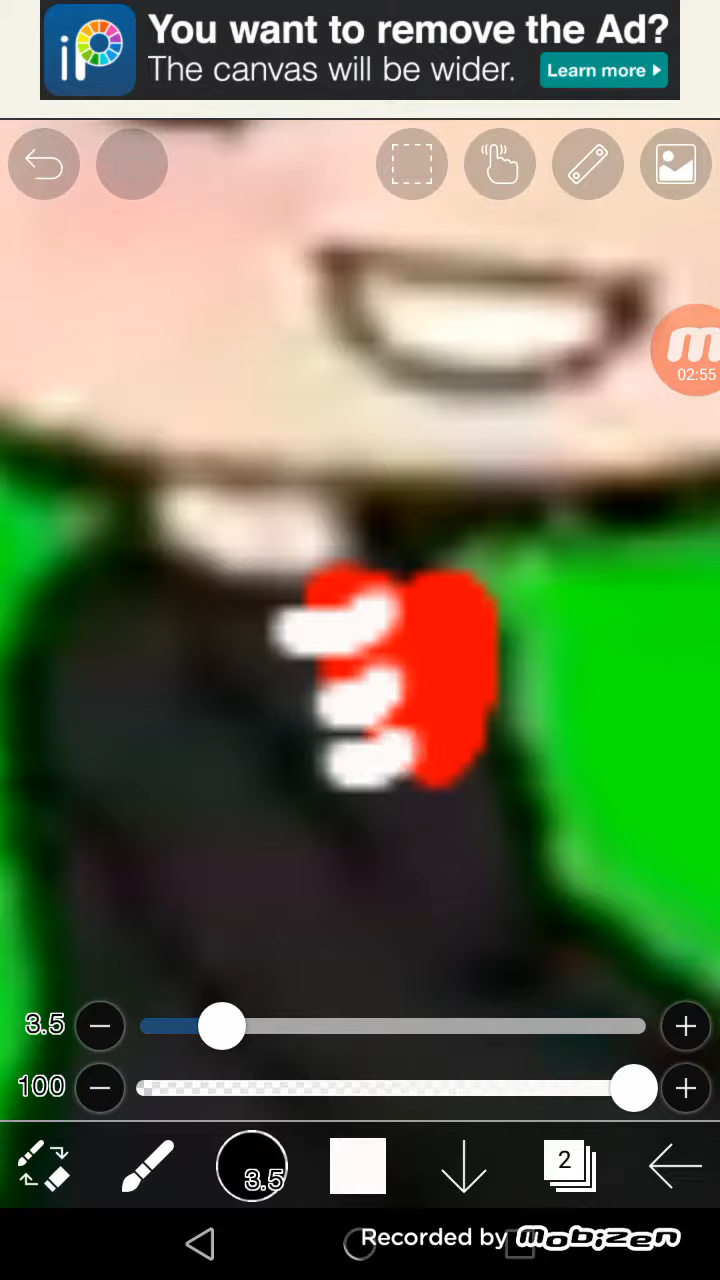 iP
You want to remove the Ad?
The canvas will be wider.
Learn more
m
02:55
3.5
100
3.5
2
Recorded by mobizen